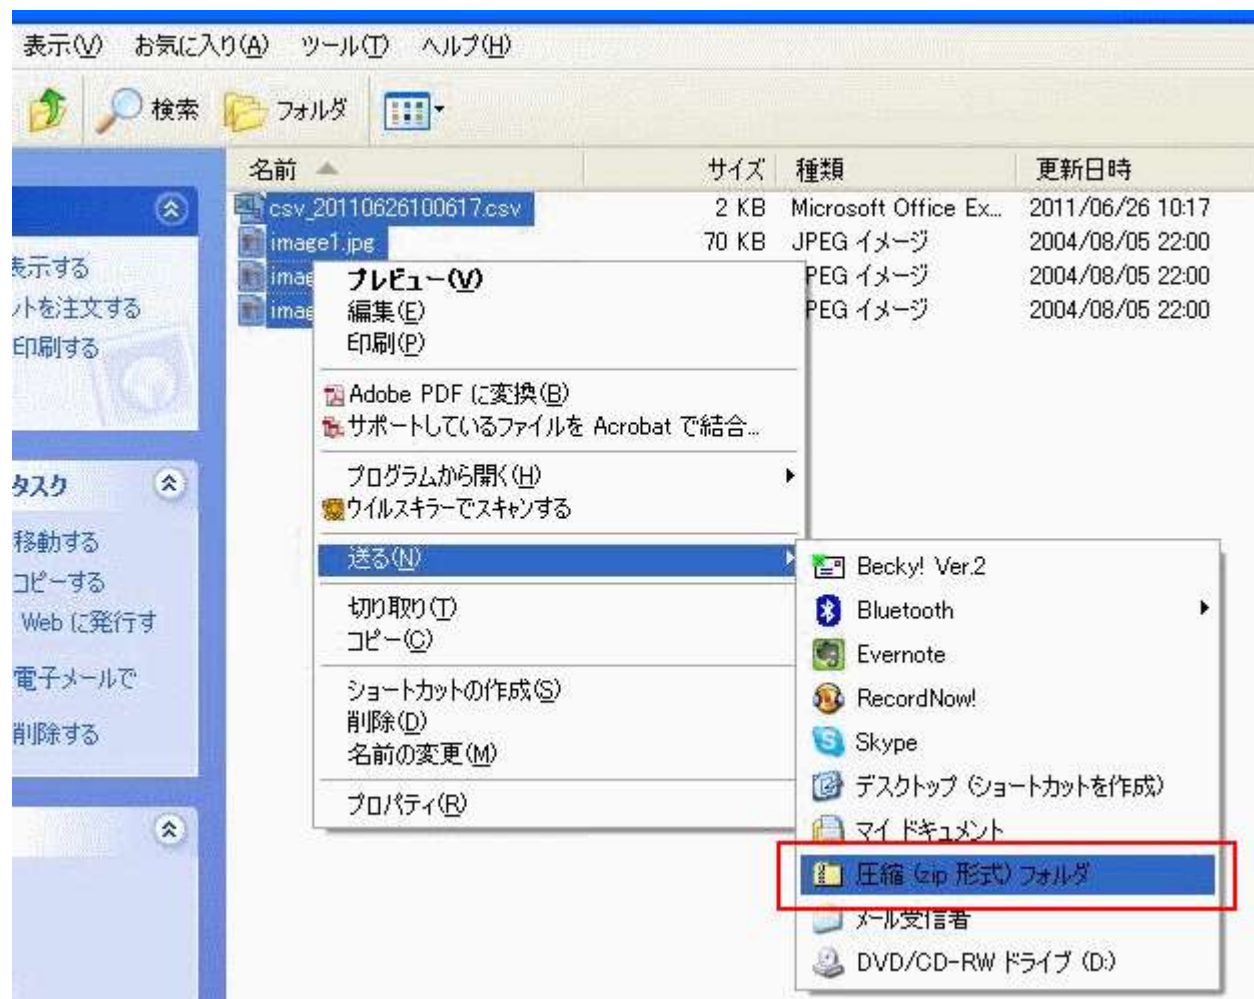 表示(V) お気に入り(A) ツール(T) ヘルプ(H)
検索 フォルダ
名前 サイズ 種類 更新日時
csv_20110626100617.csv 2 KB Microsoft Office Ex... 2011/06/26 10:17
image1.jpg 70 KB JPEG イメージ 2004/08/05 22:00
imag PEG イメージ 2004/08/05 22:00
imag PEG イメージ 2004/08/05 22:00
表示する
ットを注文する
印刷する
タスク
移動する
コピーする
Web に発行す
電子メールで
削除する
プレビュー(V)
編集(E)
印刷(P)
Adobe PDF に変換(B)
サポートしているファイルを Acrobat で結合...
プログラムから開く(H)
ウイルスキラーでスキャンする
送る(N)
切り取り(T)
コピー(C)
ショートカットの作成(S)
削除(D)
名前の変更(M)
プロパティ(R)
Becky! Ver.2
Bluetooth
Evernote
RecordNow!
Skype
デスクトップ (ショートカットを作成)
マイ ドキュメント
圧縮 (zip 形式) フォルダ
メール受信者
DVD/CD-RW ドライブ (D:)